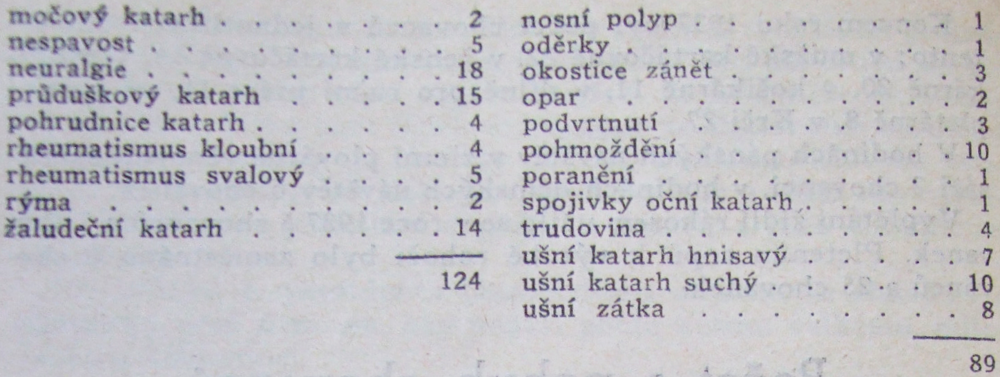 močový katarh . . . . . . . 2
nespavost . . . . . . . . . 5
neuralgie . . . . . . . . . 18
průduškový katarh . . . . . 15
pohrudnice katarh . . . . . 4
rheumatismus kloubní . . . . 4
rheumatismus svalový . . . 5
rýma . . . . . . . . . . 2
žaludeční katarh . . . . . . 14
124
nosní polyp . . . . . 1
oděrky . . . . . . . . 1
okostice zánět . . . . . . 3
opar . . . . . . . . . 2
podvrtnutí . . . . . . 3
pohmoždění . . . . . . 10
poranění . . . . . . . 1
spojivky oční katarh . . . . 1
trudovina . . . . . . . . 4
ušní katarh hnisavý . . . . 7
ušní katarh suchý . . . . . 10
ušní zátka . . . . . . . 8
89